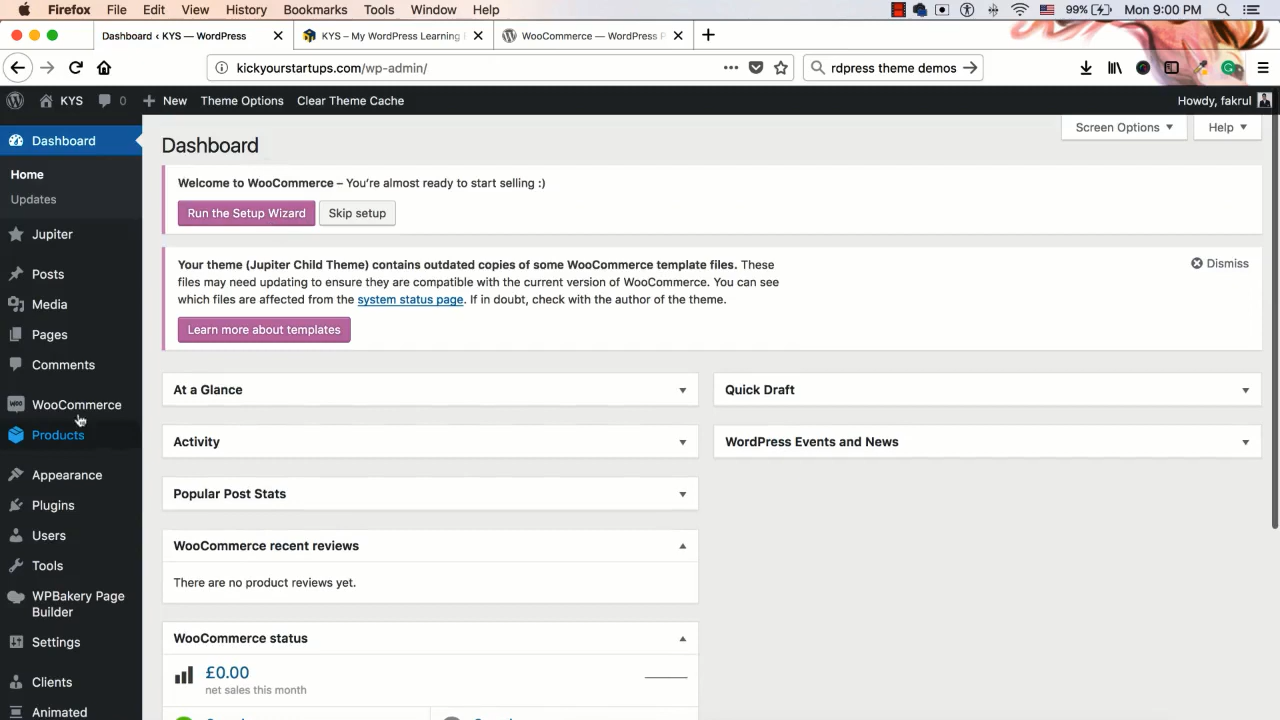 Firefox File Edit View History Bookmarks Tools Window Help 99% Mon 9:00 PM
Dashboard ‹ KYS — WordPress KYS – My WordPress Learning WooCommerce — WordPress P
kickyourstartups.com/wp-admin/ rdpress theme demos
KYS 0 New Theme Options Clear Theme Cache Howdy, fakrul
Screen Options Help
Dashboard
Home
Updates
Jupiter
Posts
Media
Pages
Comments
WooCommerce
Products
Appearance
Plugins
Users
Tools
WPBakery Page
Builder
Settings
Clients
Animated
Dashboard
Welcome to WooCommerce – You're almost ready to start selling :)
Run the Setup Wizard Skip setup
Your theme (Jupiter Child Theme) contains outdated copies of some WooCommerce template files. These
files may need updating to ensure they are compatible with the current version of WooCommerce. You can see
which files are affected from the system status page. If in doubt, check with the author of the theme.
Dismiss
Learn more about templates
At a Glance
Activity
Popular Post Stats
WooCommerce recent reviews
There are no product reviews yet.
WooCommerce status
£0.00
net sales this month
Quick Draft
WordPress Events and News